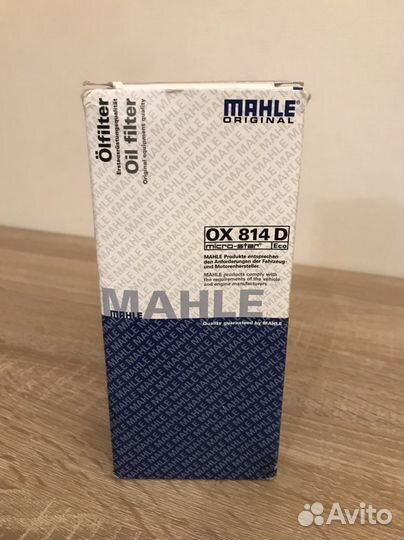 MAHLE®
ORIGINAL
Ölfilter
Erstausrüstungsqualität
Oil filter
Original equipment quality
OX 814 D
micro-star® Eco
MAHLE Produkte entsprechen
den Anforderungen der Fahrzeug-
und Motorenhersteller
MAHLE products comply with
the requirements of the vehicle
and engine manufacturers
MAHLE
MAHLE
Quality guaranteed by MAHLE
Avito